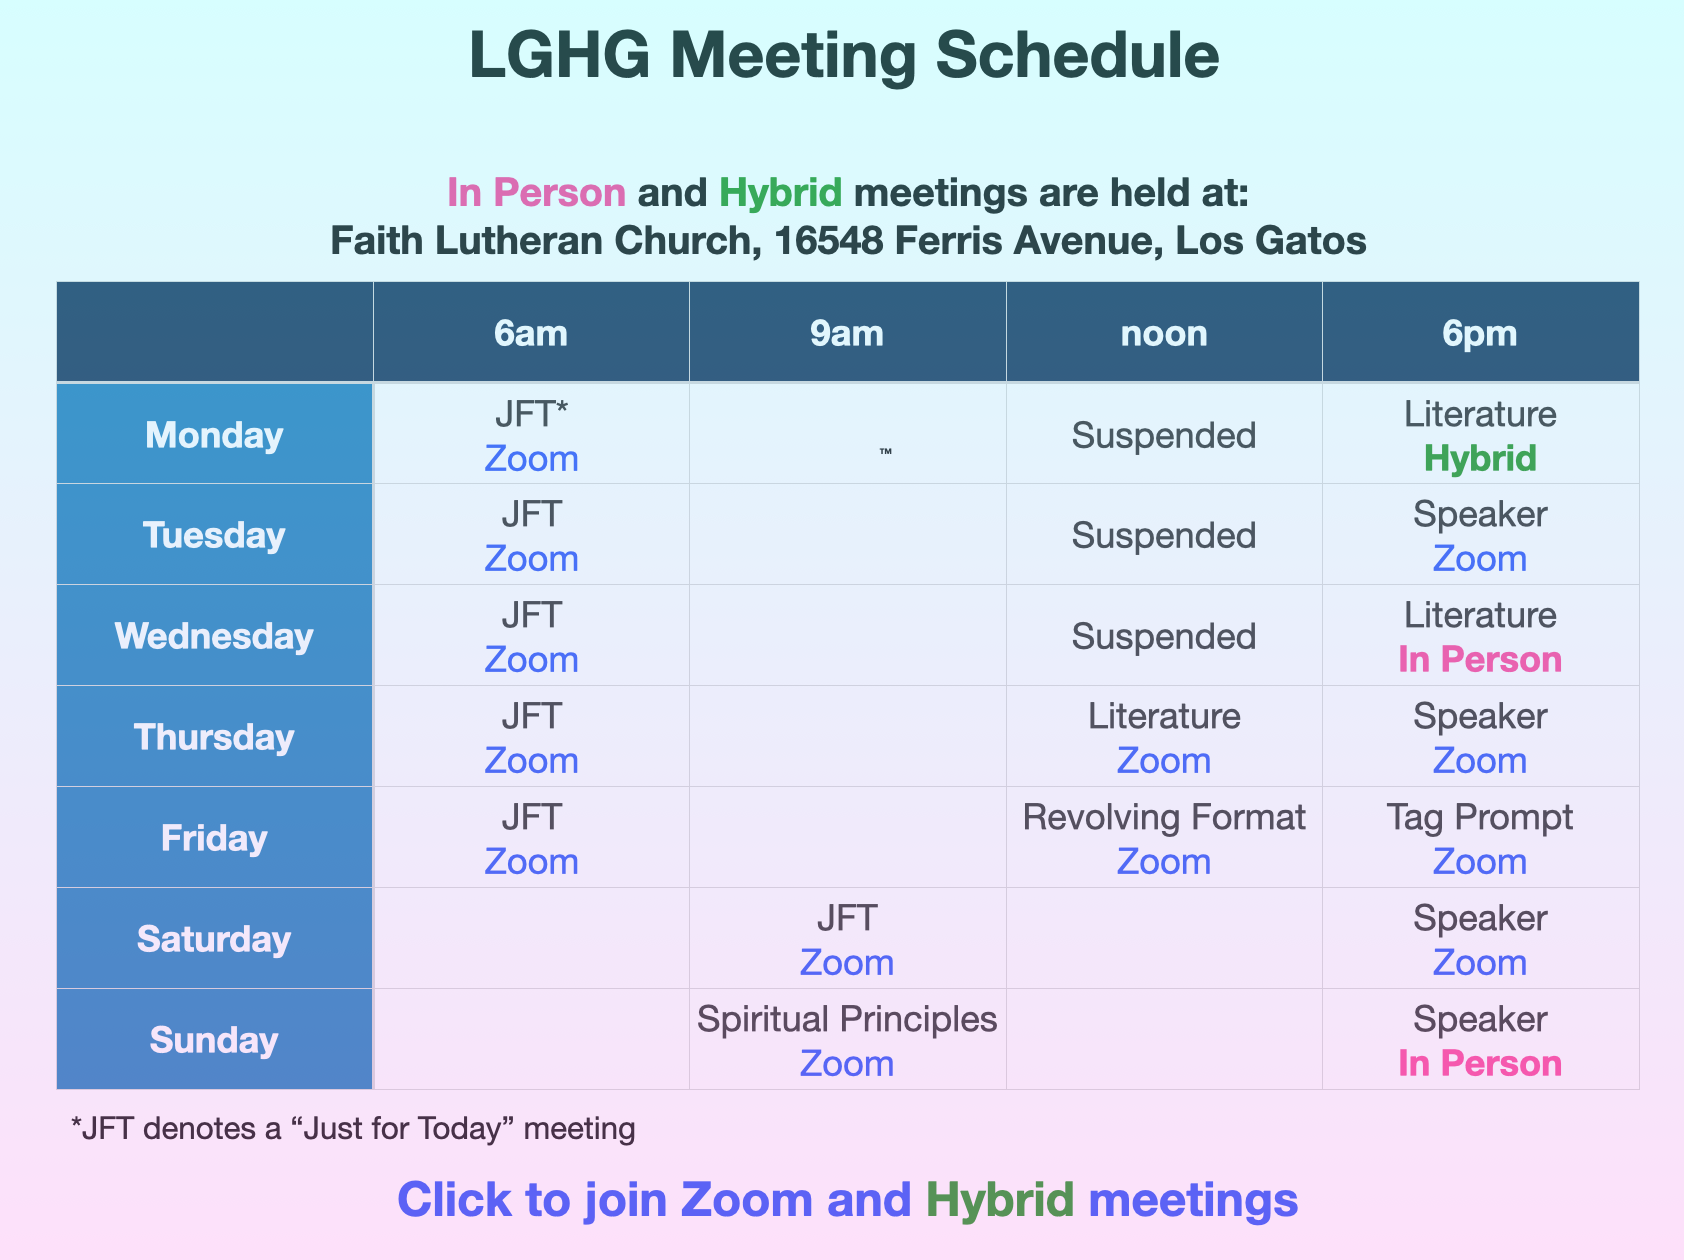 LGHG Meeting Schedule
In Person and Hybrid meetings are held at:
Faith Lutheran Church, 16548 Ferris Avenue, Los Gatos
6am 9am noon 6pm
Monday
JFT*
Zoom
™
Suspended
Literature
Hybrid
Tuesday
JFT
Zoom
Suspended
Speaker
Zoom
Wednesday
JFT
Zoom
Suspended
Literature
In Person
Thursday
JFT
Zoom
Literature
Zoom
Speaker
Zoom
Friday
JFT
Zoom
Revolving Format
Zoom
Tag Prompt
Zoom
Saturday
JFT
Zoom
Speaker
Zoom
Sunday
Spiritual Principles
Zoom
Speaker
In Person
*JFT denotes a “Just for Today” meeting
Click to join Zoom and Hybrid meetings